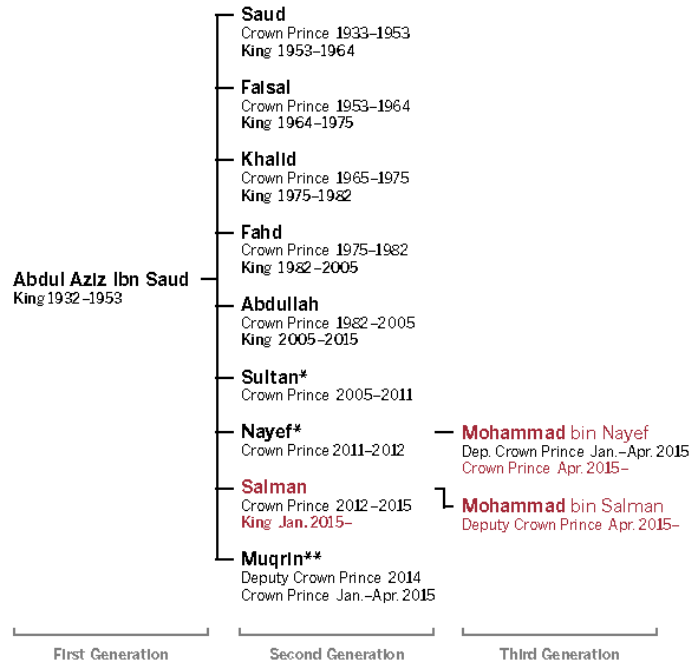 Saud
Crown Prince 1933–1953
King 1953–1964
Faisal
Crown Prince 1953–1964
King 1964–1975
Khalid
Crown Prince 1965–1975
King 1975–1982
Fahd
Crown Prince 1975–1982
King 1982–2005
Abdul Aziz Ibn Saud
King 1932–1953
Abdullah
Crown Prince 1982–2005
King 2005–2015
Sultan*
Crown Prince 2005–2011
Nayef*
Crown Prince 2011–2012
Mohammad bin Nayef
Dep. Crown Prince Jan.–Apr. 2015
Crown Prince Apr. 2015–
Salman
Crown Prince 2012–2015
King Jan. 2015–
Mohammad bin Salman
Deputy Crown Prince Apr. 2015–
Muqrin**
Deputy Crown Prince 2014
Crown Prince Jan.–Apr. 2015
First Generation
Second Generation
Third Generation